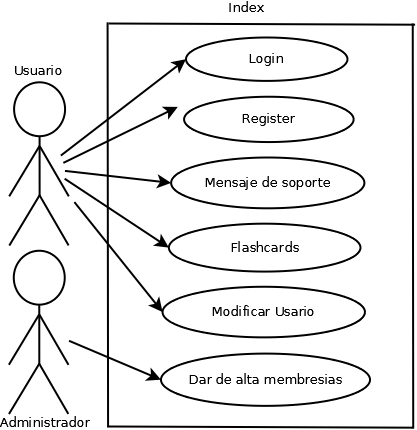 Index
Usuario
Login
Register
Mensaje de soporte
Flashcards
Modificar Usario
Dar de alta membresias
Administrador